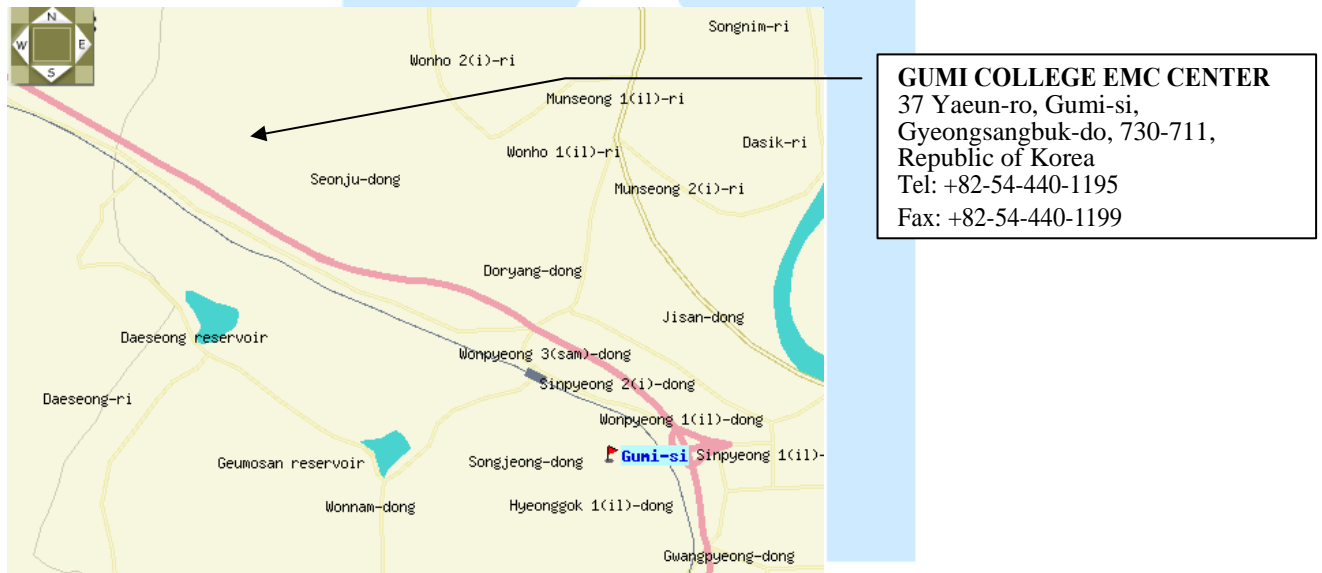 N
W E
S
Songnim-ri
Wonho 2(i)-ri
Munseong 1(il)-ri
Dasik-ri
Wonho 1(il)-ri
Seonju-dong
Munseong 2(i)-ri
Doryang-dong
Jisan-dong
Daeseong reservoir
Wonpyeong 3(sam)-dong
Sinpyeong 2(i)-dong
Daeseong-ri
Wonpyeong 1(il)-dong
Gumi-si
Sinpyeong 1(il)-
Geumosan reservoir
Songjeong-dong
Wonnam-dong
Hyeonggok 1(il)-dong
Gwangpyeong-dong
GUMI COLLEGE EMC CENTER
37 Yaeun-ro, Gumi-si,
Gyeongsangbuk-do, 730-711,
Republic of Korea
Tel: +82-54-440-1195
Fax: +82-54-440-1199